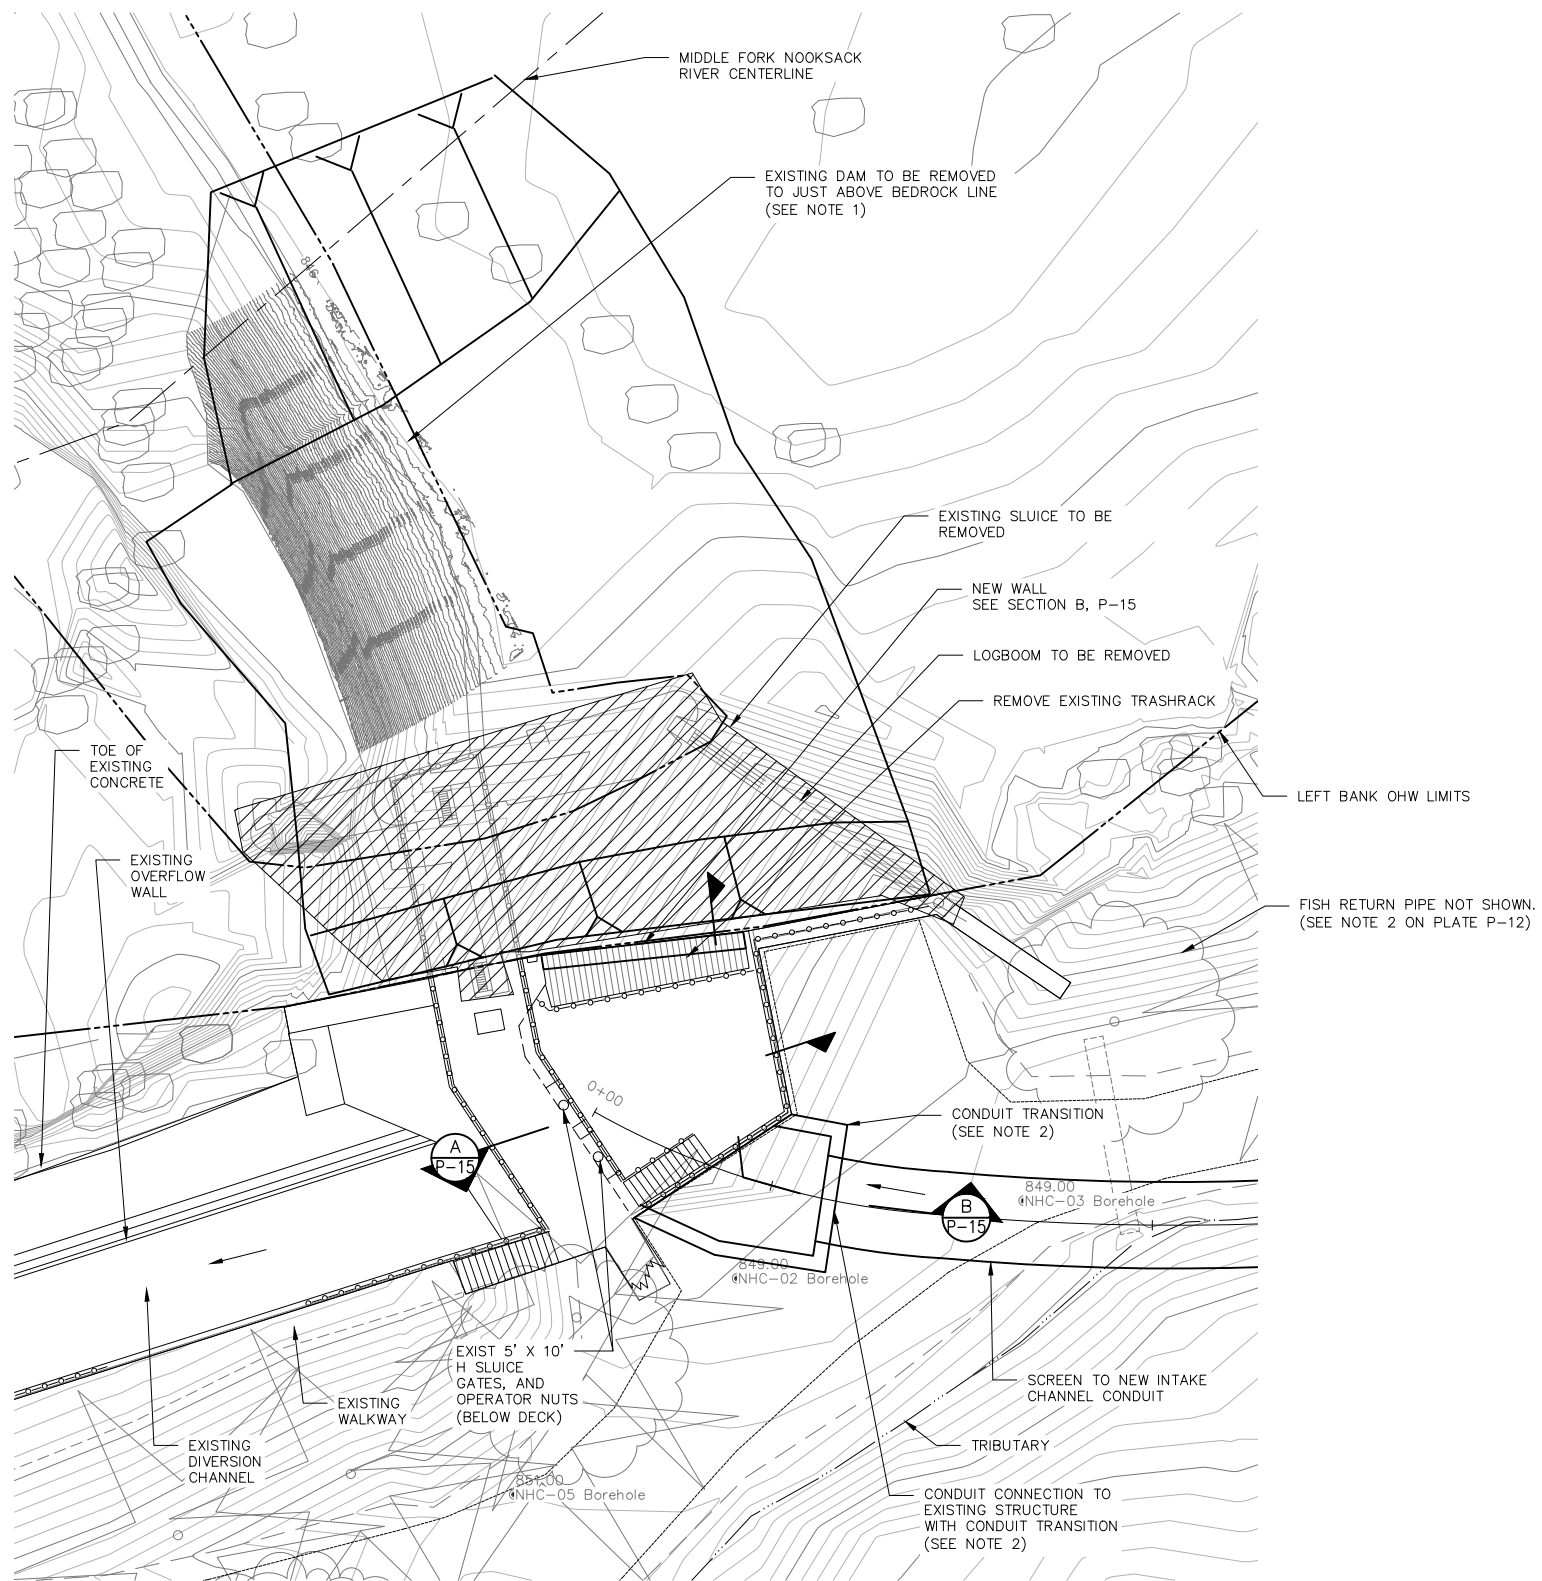 MIDDLE FORK NOOKSACK
RIVER CENTERLINE
EXISTING DAM TO BE REMOVED
TO JUST ABOVE BEDROCK LINE
(SEE NOTE 1)
846
EXISTING SLUICE TO BE
REMOVED
NEW WALL
SEE SECTION B, P-15
LOGBOOM TO BE REMOVED
REMOVE EXISTING TRASHRACK
TOE OF
EXISTING
CONCRETE
LEFT BANK OHW LIMITS
EXISTING
OVERFLOW
WALL
FISH RETURN PIPE NOT SHOWN.
(SEE NOTE 2 ON PLATE P-12)
0+00
CONDUIT TRANSITION
(SEE NOTE 2)
A
P-15
849.00
NHC-03 Borehole
B
P-15
849.00
NHC-02 Borehole
EXIST 5' X 10'
H SLUICE
GATES, AND
OPERATOR NUTS
(BELOW DECK)
SCREEN TO NEW INTAKE
CHANNEL CONDUIT
EXISTING
WALKWAY
EXISTING
DIVERSION
CHANNEL
TRIBUTARY
851.00
NHC-05 Borehole
CONDUIT CONNECTION TO
EXISTING STRUCTURE
WITH CONDUIT TRANSITION
(SEE NOTE 2)